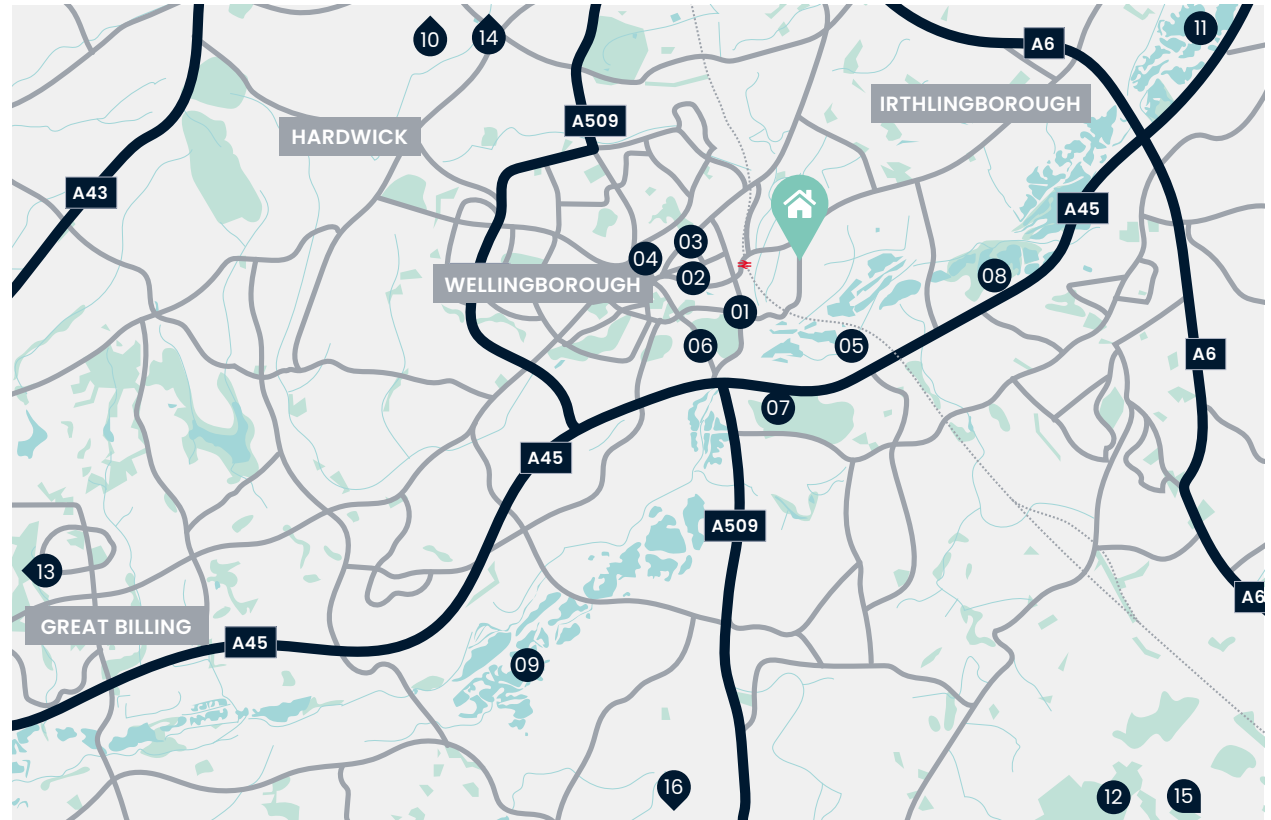 10
14
11
A6
IRTHLINGBOROUGH
A509
HARDWICK
A43
A45
03
04
02
08
WELLINGBOROUGH
01
06
05
A6
07
A45
A509
13
A6
GREAT BILLING
A45
09
16
12
15